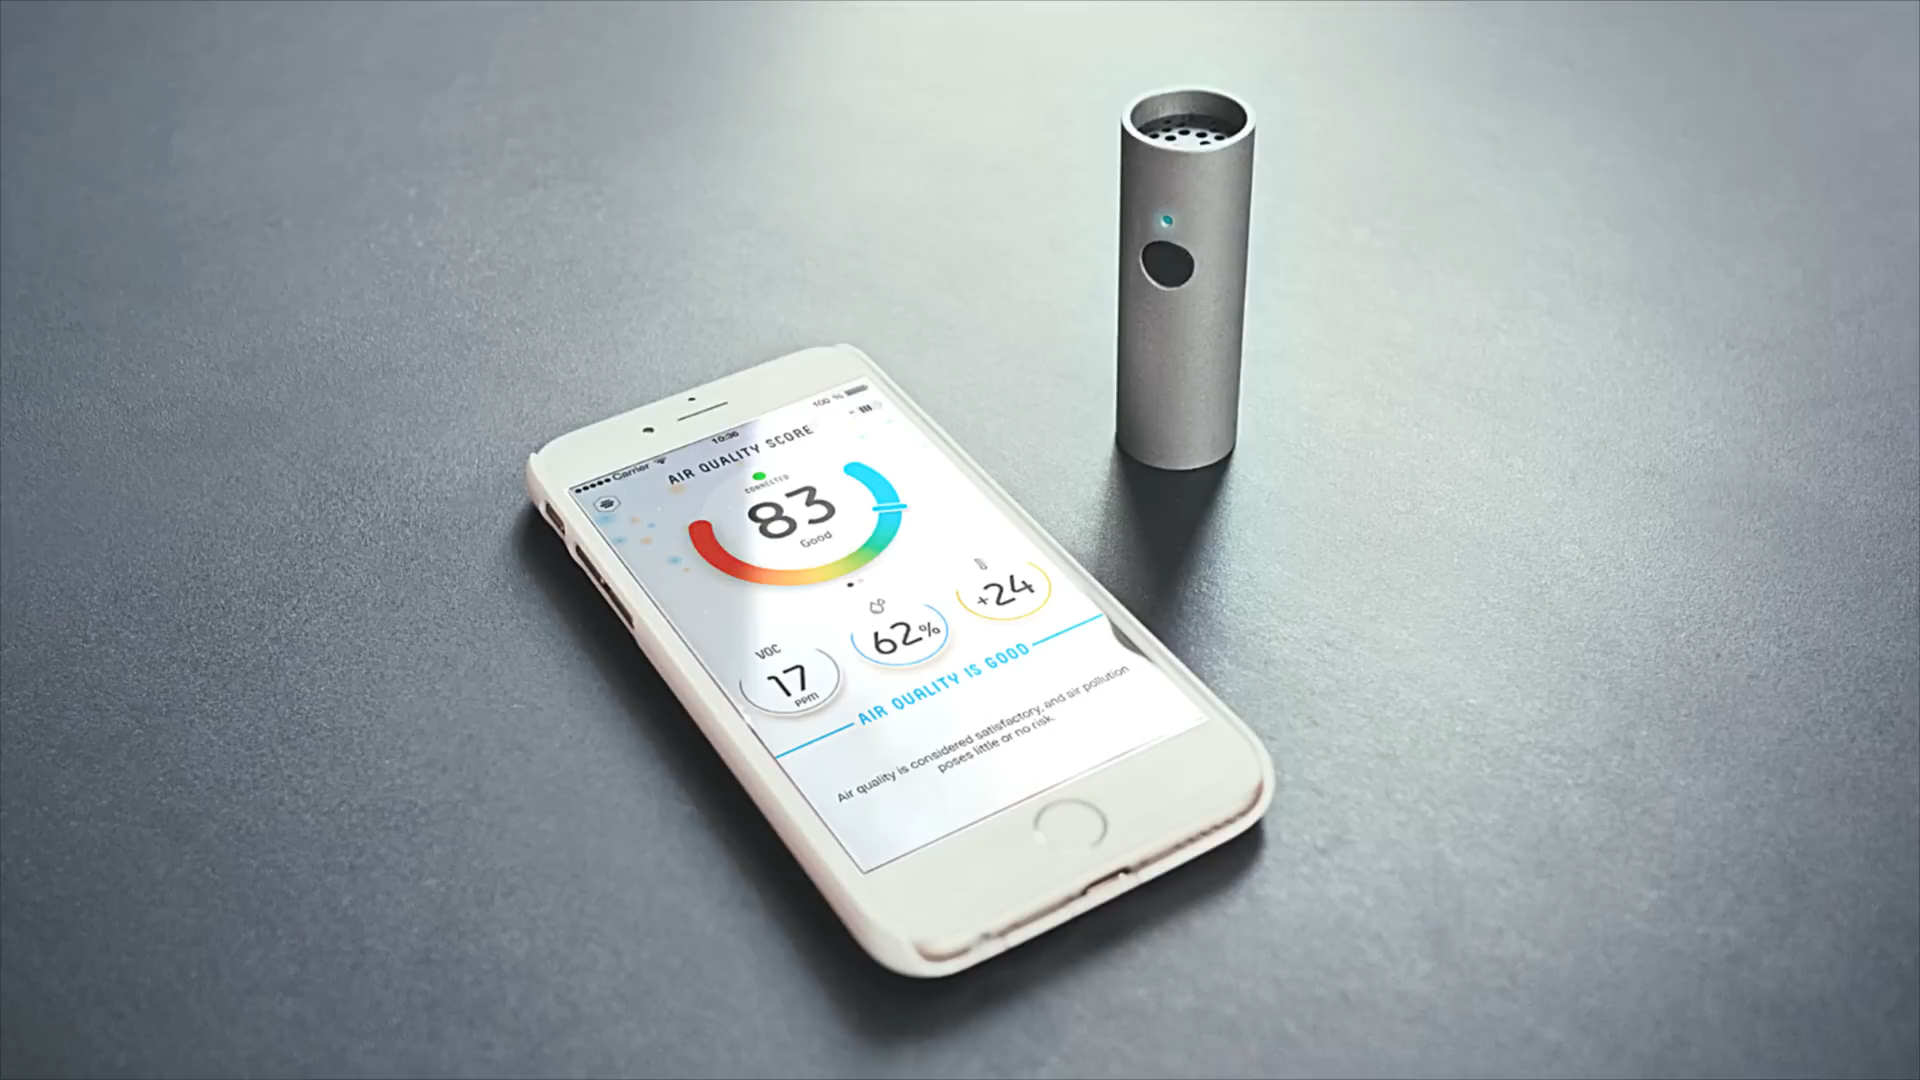 Carrier 10:36 100 %
AIR QUALITY SCORE
CONNECTED
83
Good
VOC
17
PPM
62%
+24
AIR QUALITY IS GOOD
Air quality is considered satisfactory, and air pollution
poses little or no risk.